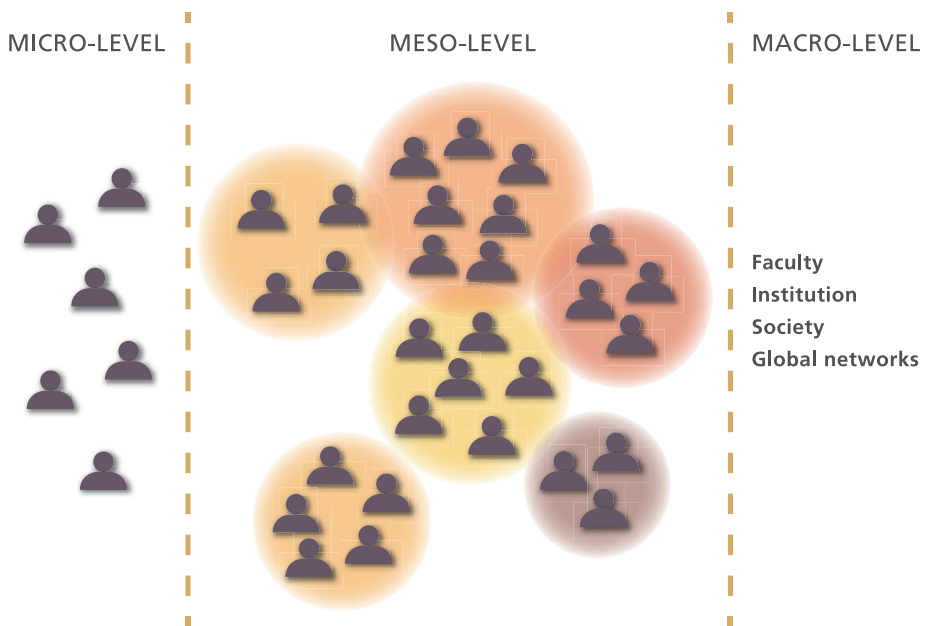 MICRO-LEVEL
MESO-LEVEL
MACRO-LEVEL
Faculty
Institution
Society
Global networks